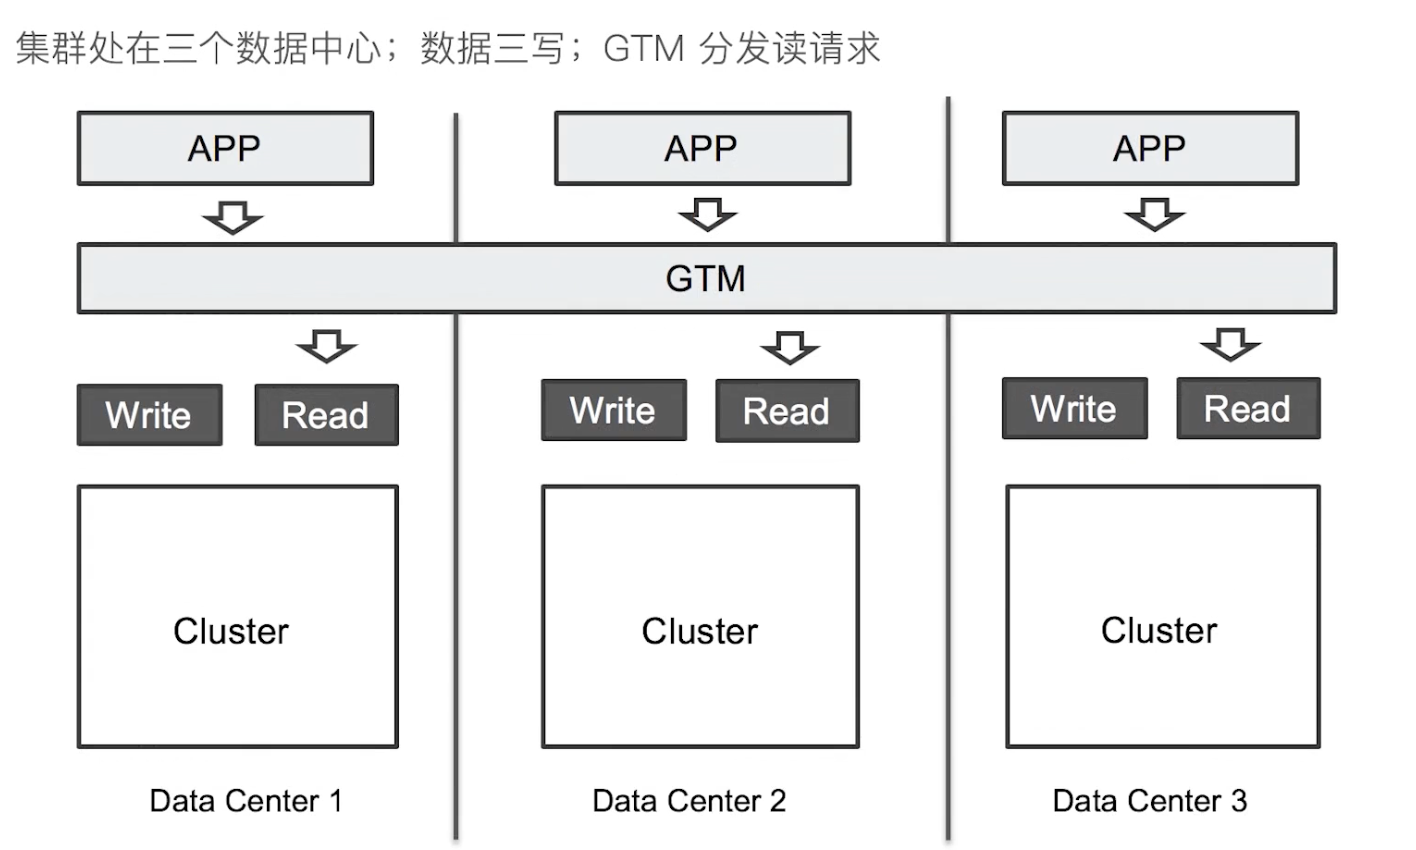 集群处在三个数据中心；数据三写；GTM 分发读请求
APP APP APP
GTM
Write Read Write Read Write Read
Cluster Cluster Cluster
Data Center 1 Data Center 2 Data Center 3